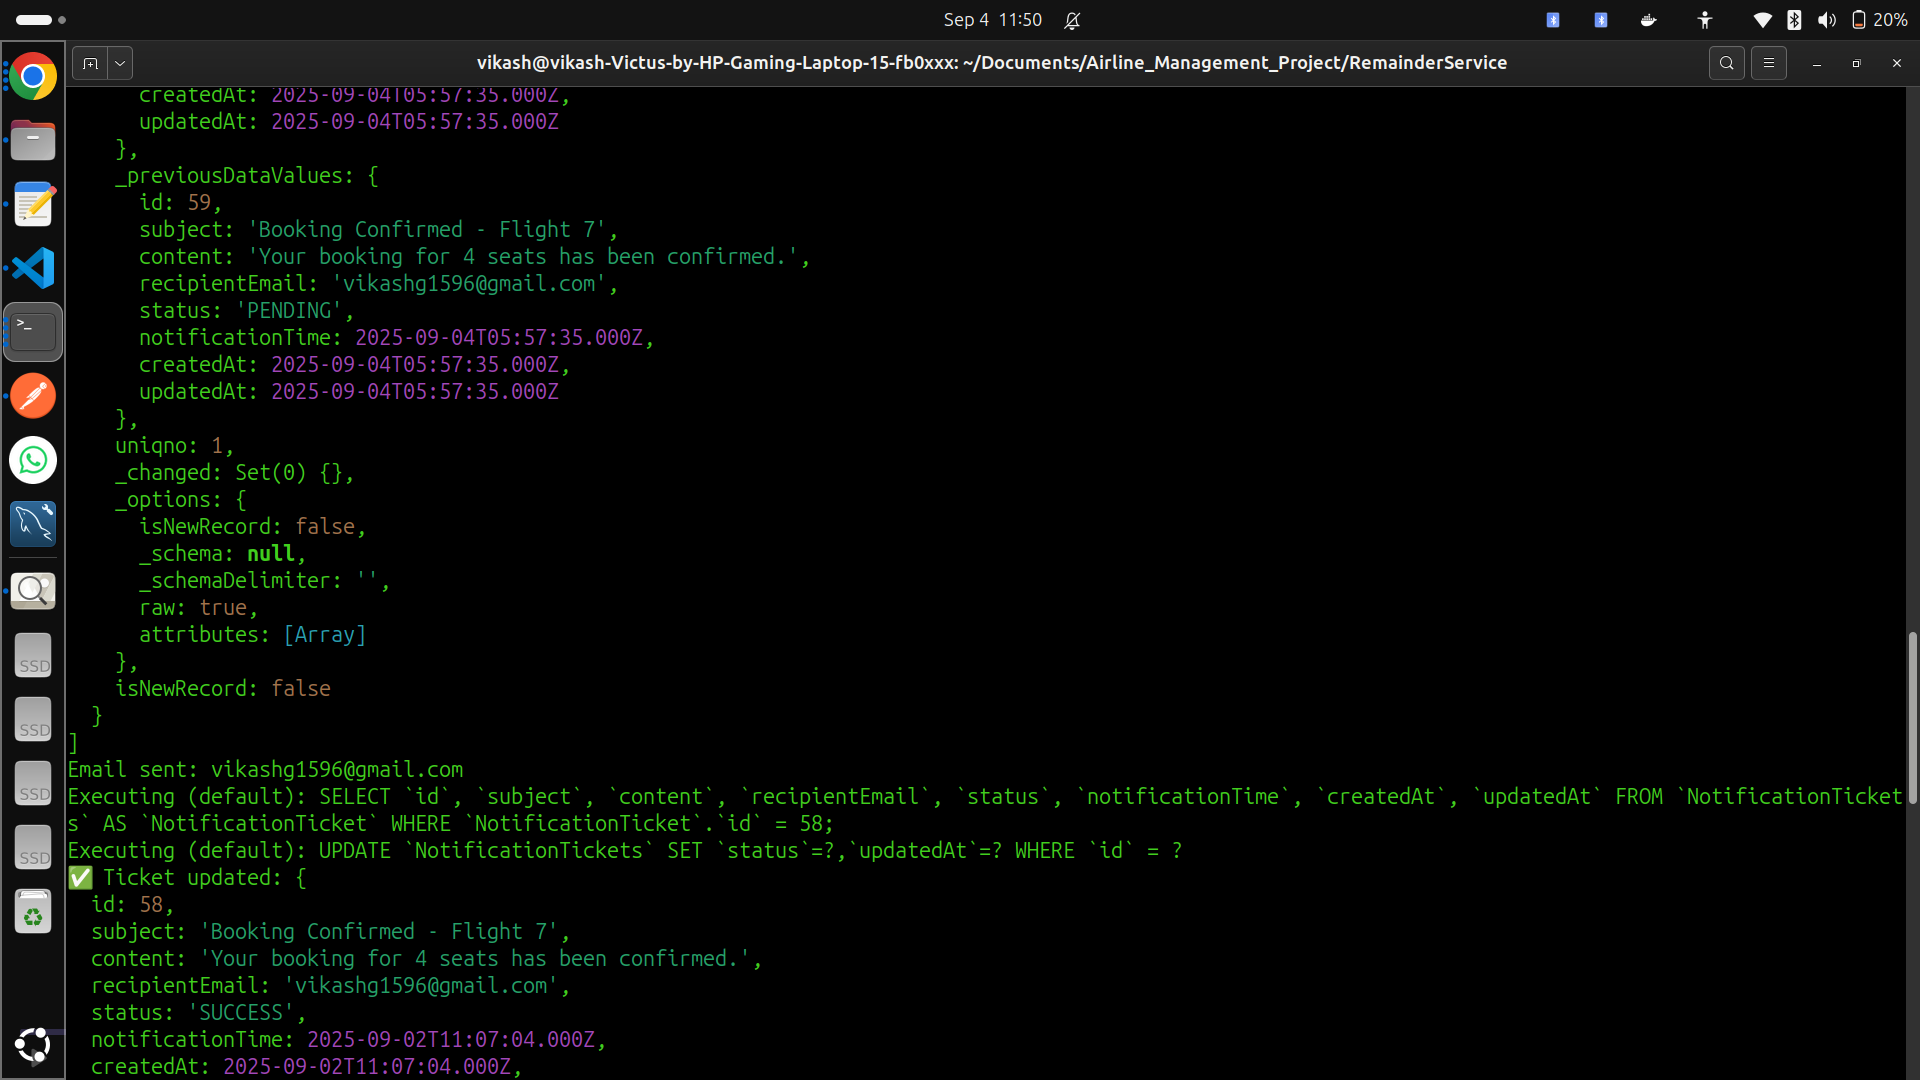 Sep 4 11:50
20%
vikash@vikash-Victus-by-HP-Gaming-Laptop-15-fb0xxx: ~/Documents/Airline_Management_Project/RemainderService
createdAt: 2025-09-04T05:57:35.000Z,
updatedAt: 2025-09-04T05:57:35.000Z
},
_previousDataValues: {
id: 59,
subject: 'Booking Confirmed - Flight 7',
content: 'Your booking for 4 seats has been confirmed.',
recipientEmail: 'vikashg1596@gmail.com',
status: 'PENDING',
notificationTime: 2025-09-04T05:57:35.000Z,
createdAt: 2025-09-04T05:57:35.000Z,
updatedAt: 2025-09-04T05:57:35.000Z
},
uniqno: 1,
_changed: Set(0) {},
_options: {
isNewRecord: false,
_schema: null,
_schemaDelimiter: '',
raw: true,
attributes: [Array]
},
isNewRecord: false
}
]
Email sent: vikashg1596@gmail.com
Executing (default): SELECT `id`, `subject`, `content`, `recipientEmail`, `status`, `notificationTime`, `createdAt`, `updatedAt` FROM `NotificationTicket
s` AS `NotificationTicket` WHERE `NotificationTicket`.`id` = 58;
Executing (default): UPDATE `NotificationTickets` SET `status`=?,`updatedAt`=? WHERE `id` = ?
✅ Ticket updated: {
id: 58,
subject: 'Booking Confirmed - Flight 7',
content: 'Your booking for 4 seats has been confirmed.',
recipientEmail: 'vikashg1596@gmail.com',
status: 'SUCCESS',
notificationTime: 2025-09-02T11:07:04.000Z,
createdAt: 2025-09-02T11:07:04.000Z,
SSD
SSD
SSD
SSD